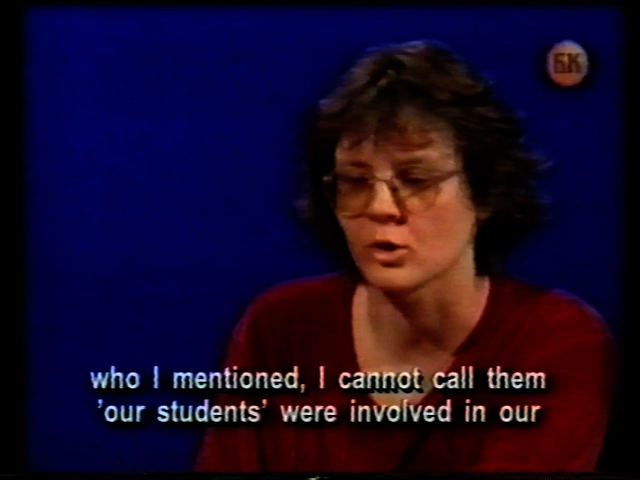 БК
who I mentioned, I cannot call them
'our students' were involved in our